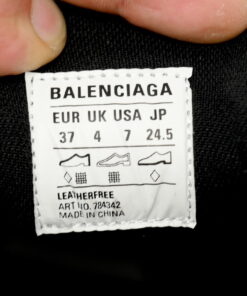 BALENCIAGA
EUR UK USA JP
37 4 7 24.5
LEATHERFREE
ART NO. 784342
MADE IN CHINA